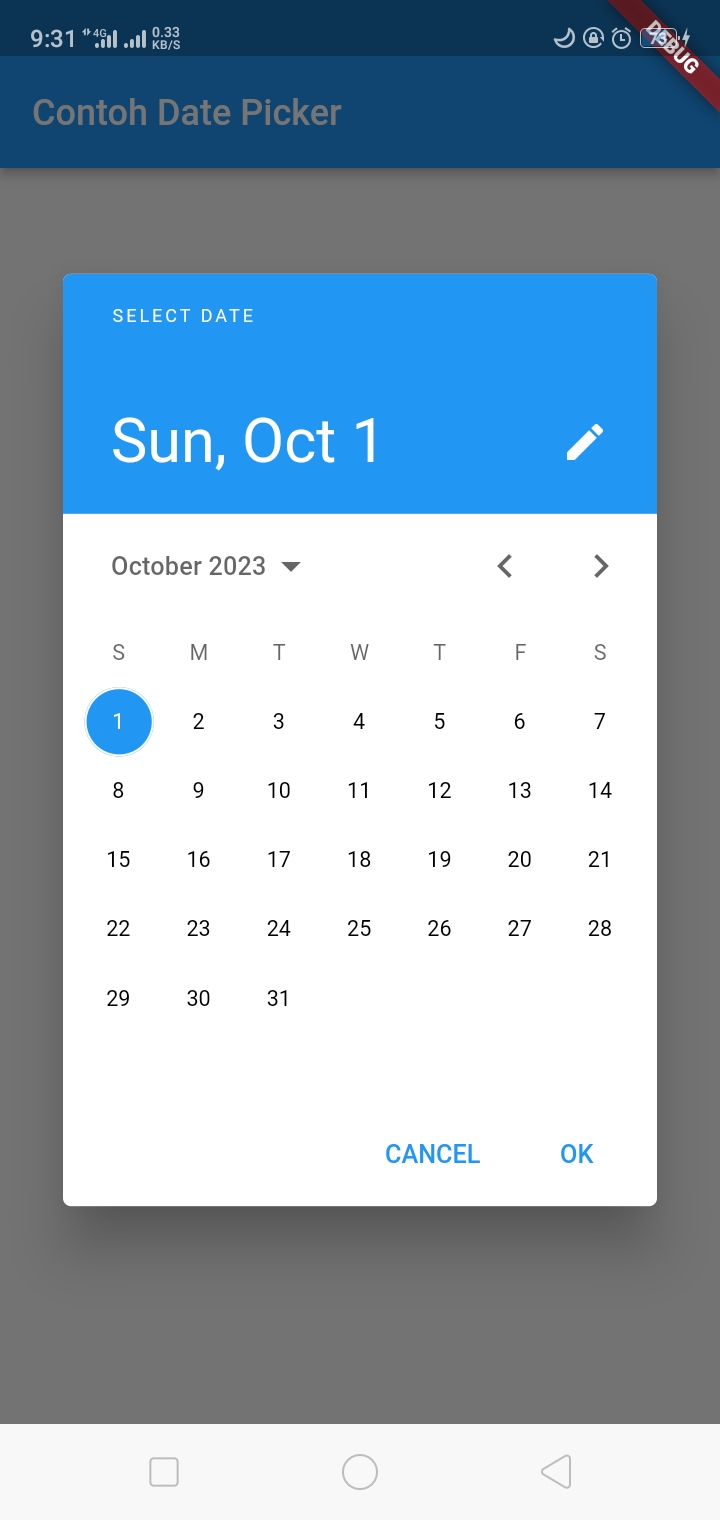 9:31 4G 0.33 KB/S
DEBUG
Contoh Date Picker
SELECT DATE
Sun, Oct 1
October 2023
S M T W T F S
1 2 3 4 5 6 7
8 9 10 11 12 13 14
15 16 17 18 19 20 21
22 23 24 25 26 27 28
29 30 31
CANCEL OK